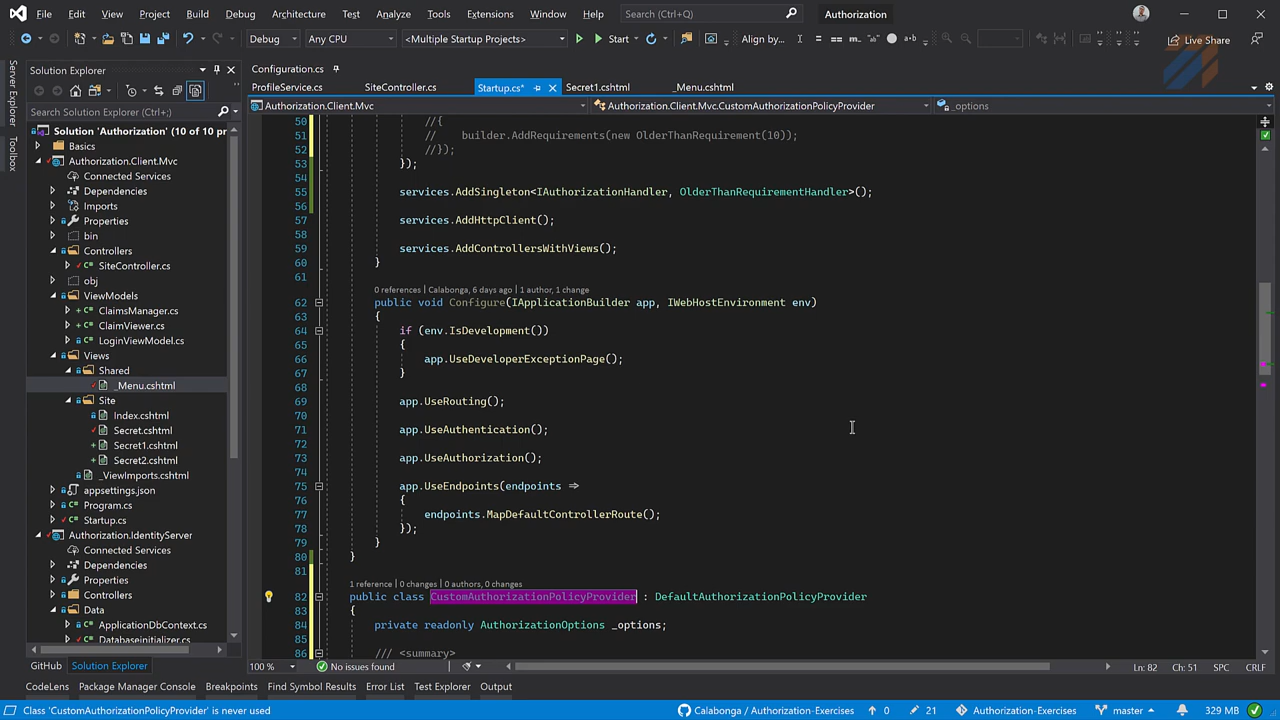 File Edit View Project Build Debug Architecture Test Analyze Tools Extensions Window Help Search (Ctrl+Q) Authorization
Debug Any CPU <Multiple Startup Projects> Start Align by... Live Share
Server Explorer
Toolbox
Solution Explorer
Search Solution Explorer (Ctrl+;)
Solution 'Authorization' (10 of 10 pr
Basics
Authorization.Client.Mvc
Connected Services
Dependencies
Imports
Properties
bin
Controllers
SiteController.cs
obj
ViewModels
ClaimsManager.cs
ClaimViewer.cs
LoginViewModel.cs
Views
Shared
_Menu.cshtml
Site
Index.cshtml
Secret.cshtml
Secret1.cshtml
Secret2.cshtml
_ViewImports.cshtml
appsettings.json
Program.cs
Startup.cs
Authorization.IdentityServer
Connected Services
Dependencies
Properties
Controllers
Data
ApplicationDbContext.cs
DatabaseInitializer.cs
GitHub Solution Explorer
Configuration.cs
ProfileService.cs SiteController.cs Startup.cs* Secret1.cshtml _Menu.cshtml
Authorization.Client.Mvc Authorization.Client.Mvc.CustomAuthorizationPolicyProvider _options
50 //{
51 // builder.AddRequirements(new OlderThanRequirement(10));
52 //});
53 });
54
55 services.AddSingleton<IAuthorizationHandler, OlderThanRequirementHandler>();
56
57 services.AddHttpClient();
58
59 services.AddControllersWithViews();
60 }
61
0 references | Calabonga, 6 days ago | 1 author, 1 change
62 public void Configure(IApplicationBuilder app, IWebHostEnvironment env)
63 {
64 if (env.IsDevelopment())
65 {
66 app.UseDeveloperExceptionPage();
67 }
68
69 app.UseRouting();
70
71 app.UseAuthentication();
72
73 app.UseAuthorization();
74
75 app.UseEndpoints(endpoints =>
76 {
77 endpoints.MapDefaultControllerRoute();
78 });
79 }
80 }
81
1 reference | 0 changes | 0 authors, 0 changes
82 public class CustomAuthorizationPolicyProvider : DefaultAuthorizationPolicyProvider
83 {
84 private readonly AuthorizationOptions _options;
85
86 /// <summary>
100 % No issues found Ln: 82 Ch: 51 SPC CRLF
CodeLens Package Manager Console Breakpoints Find Symbol Results Error List Test Explorer Output
Class 'CustomAuthorizationPolicyProvider' is never used Calabonga / Authorization-Exercises 0 21 Authorization-Exercises master 329 MB